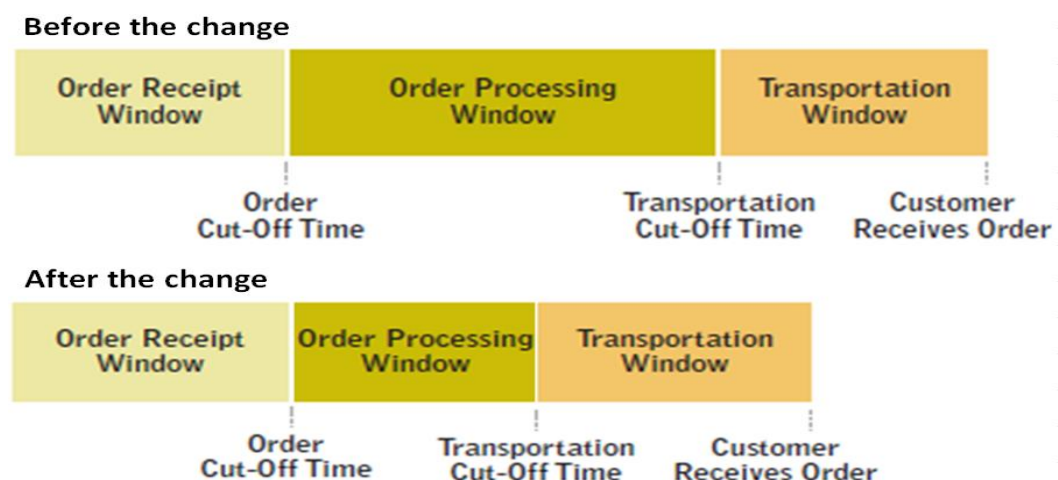 Before the change
Order Receipt
Window
Order Processing
Window
Transportation
Window
Order
Cut-Off Time
Transportation
Cut-Off Time
Customer
Receives Order
After the change
Order Receipt
Window
Order Processing
Window
Transportation
Window
Order
Cut-Off Time
Transportation
Cut-Off Time
Customer
Receives Order